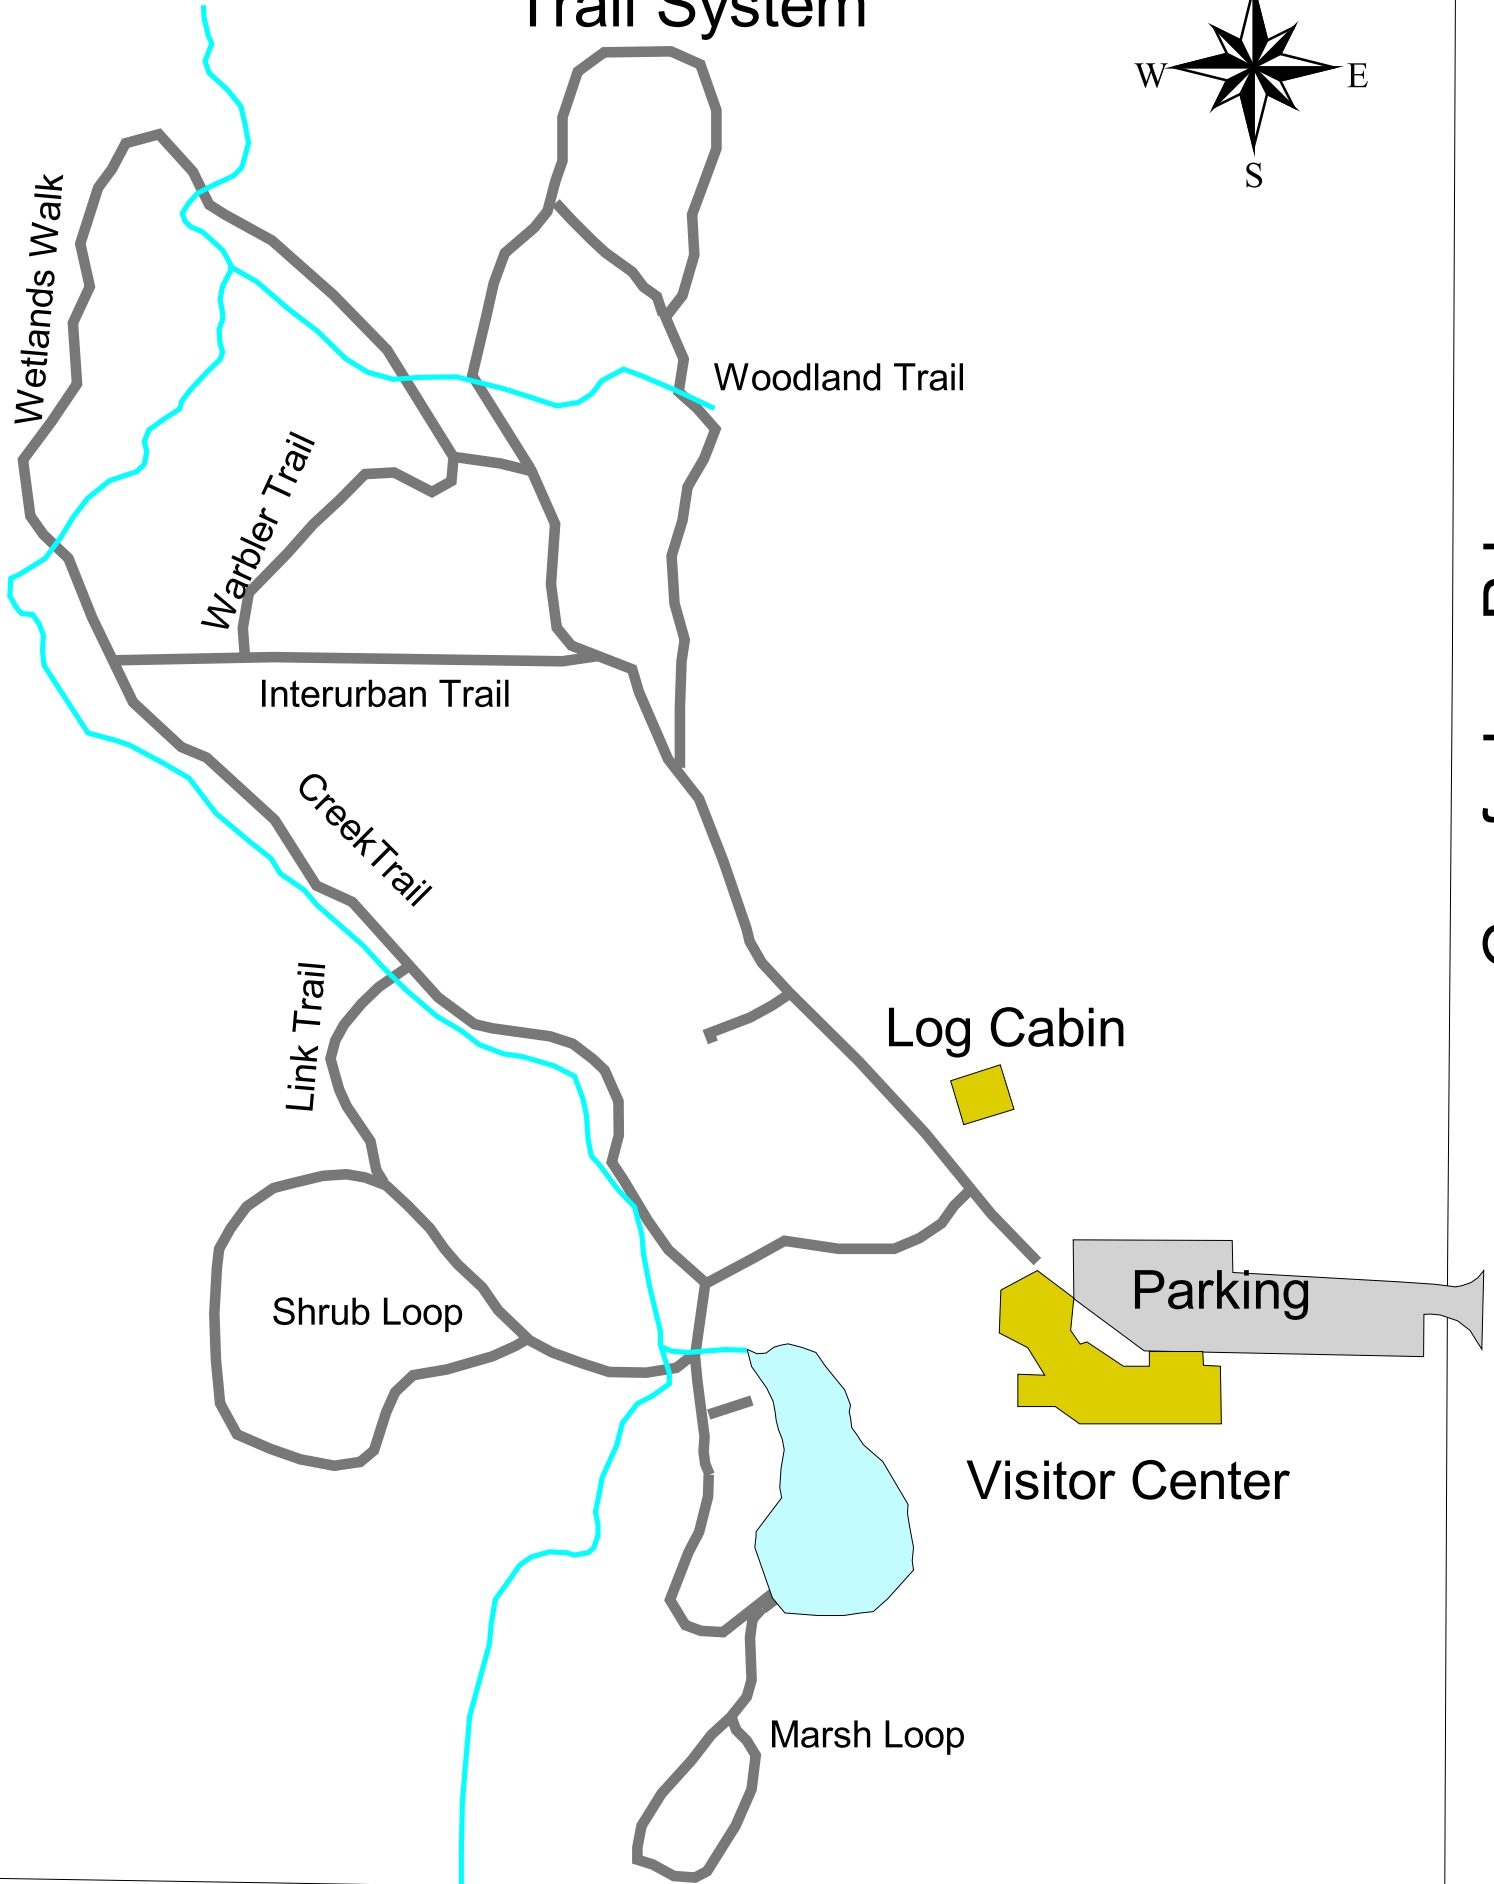 Trail System
W
E
S
Wetlands Walk
Woodland Trail
Warbler Trail
Interurban Trail
CreekTrail
Link Trail
Log Cabin
Parking
Shrub Loop
Visitor Center
Marsh Loop